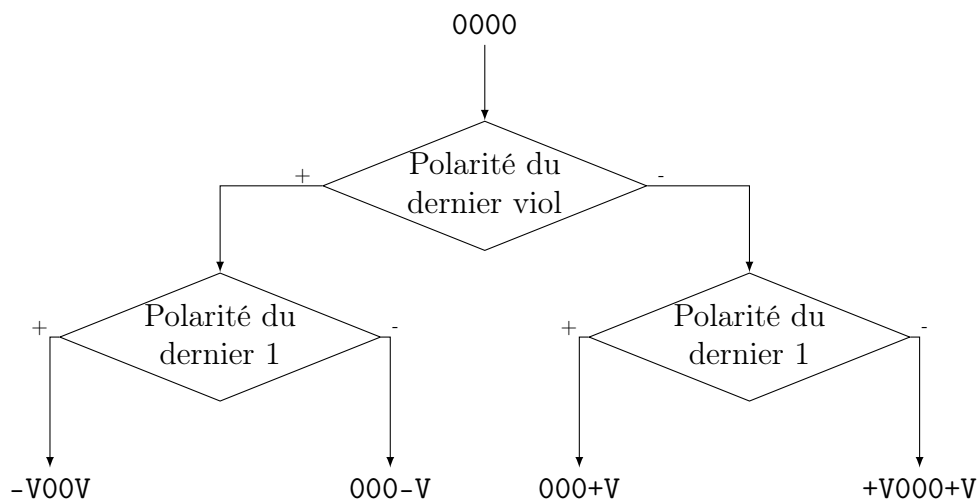 0000
Polarité du
dernier viol
+
-
Polarité du
dernier 1
+
-
Polarité du
dernier 1
+
-
-V00V
000-V
000+V
+V000+V